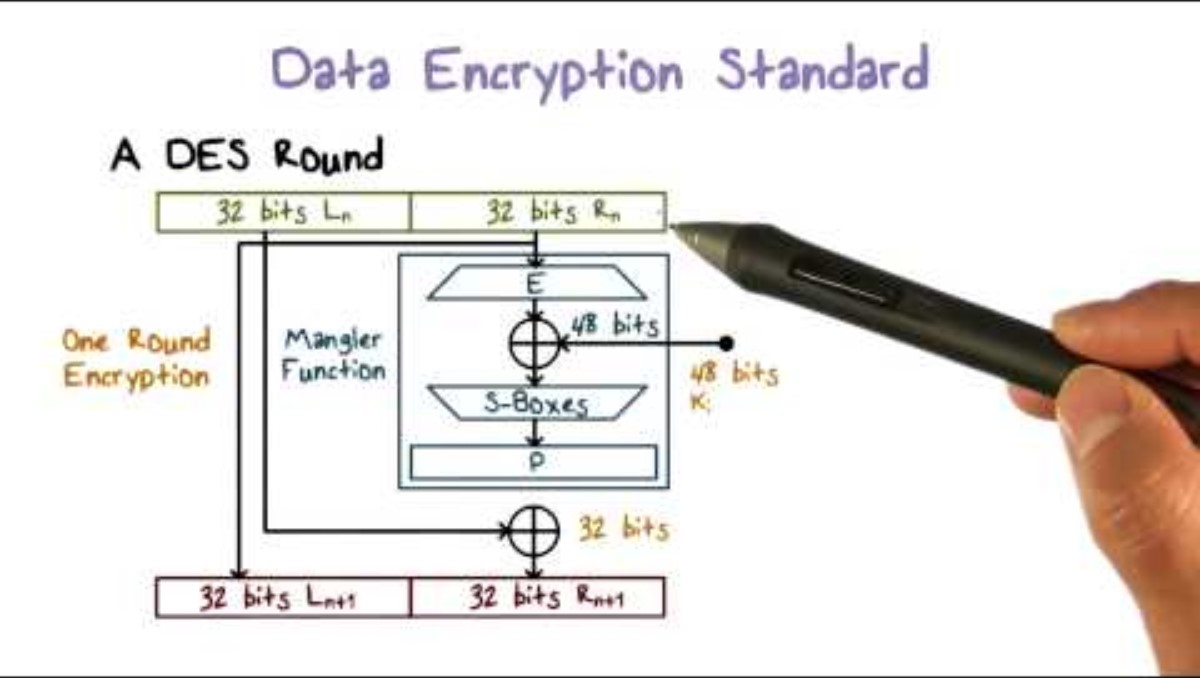 Data Encryption Standard
A DES Round
32 bits Lₙ
32 bits Rₙ
E
48 bits
One Round
Encryption
Mangler
Function
48 bits
Kᵢ
S-Boxes
P
32 bits
32 bits Lₙ₊₁
32 bits Rₙ₊₁